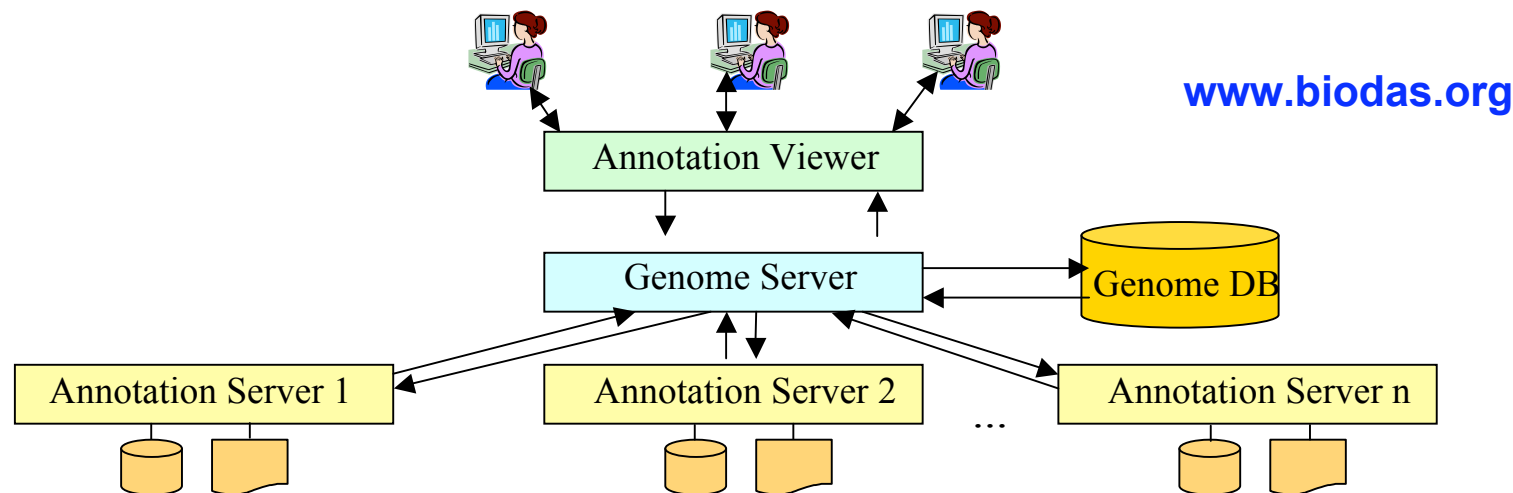 www.biodas.org
Annotation Viewer
Genome Server
Genome DB
Annotation Server 1
Annotation Server 2
...
Annotation Server n